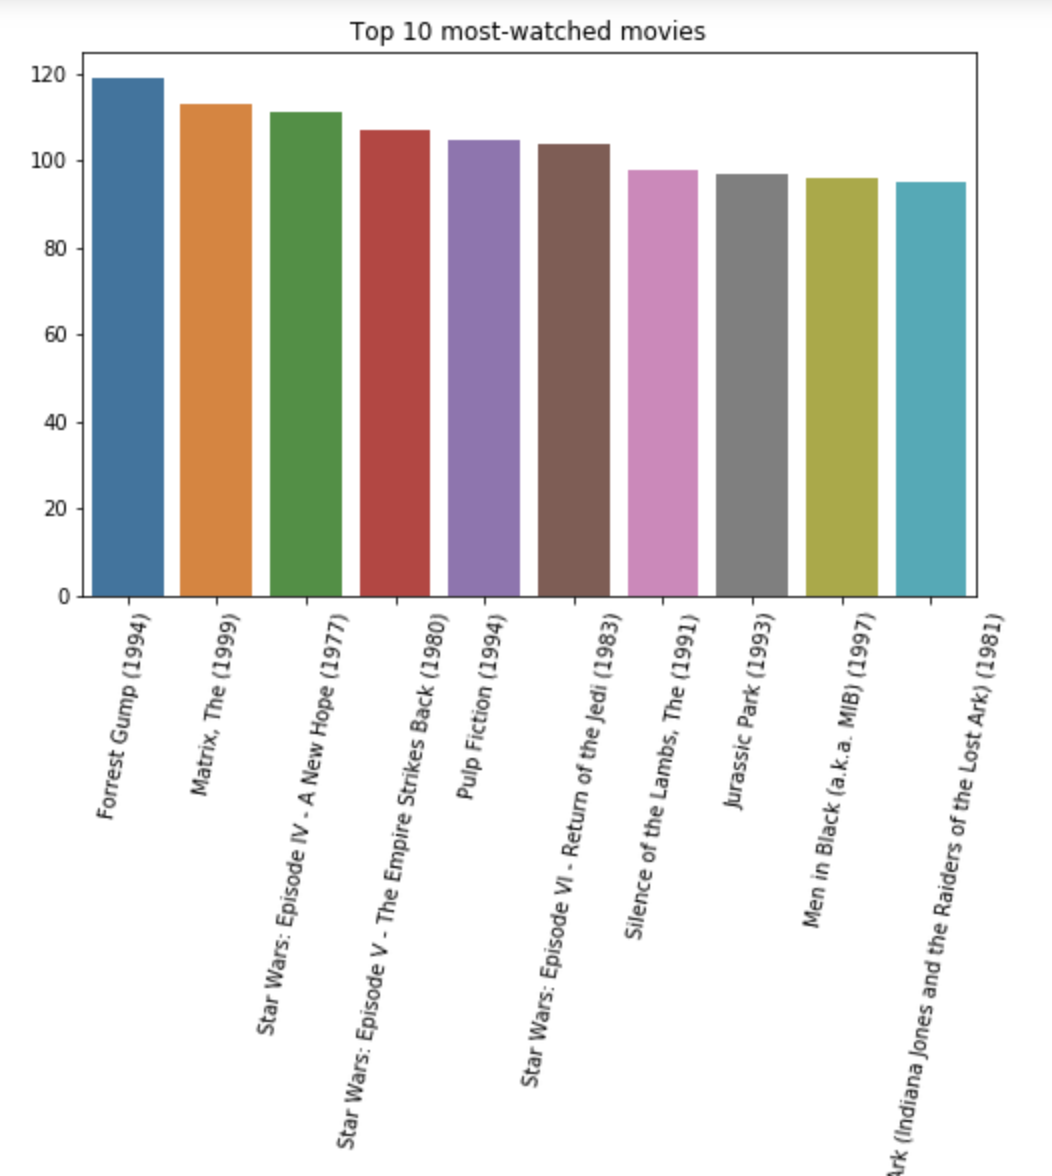 Top 10 most-watched movies
120
100
80
60
40
20
0
Forrest Gump (1994)
Matrix, The (1999)
Star Wars: Episode IV - A New Hope (1977)
Star Wars: Episode V - The Empire Strikes Back (1980)
Pulp Fiction (1994)
Star Wars: Episode VI - Return of the Jedi (1983)
Silence of the Lambs, The (1991)
Jurassic Park (1993)
Men in Black (a.k.a. MIB) (1997)
(Indiana Jones and the Raiders of the Lost Ark) (1981)